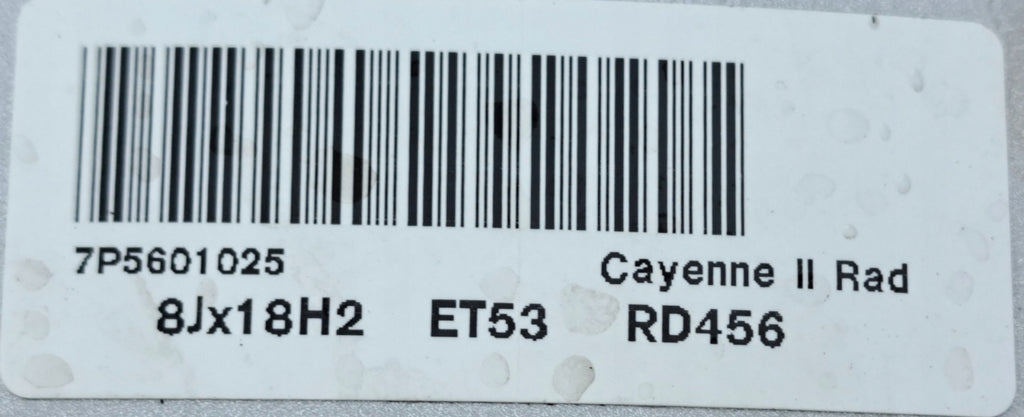 7P5601025 Cayenne II Rad
8Jx18H2 ET53 RD456